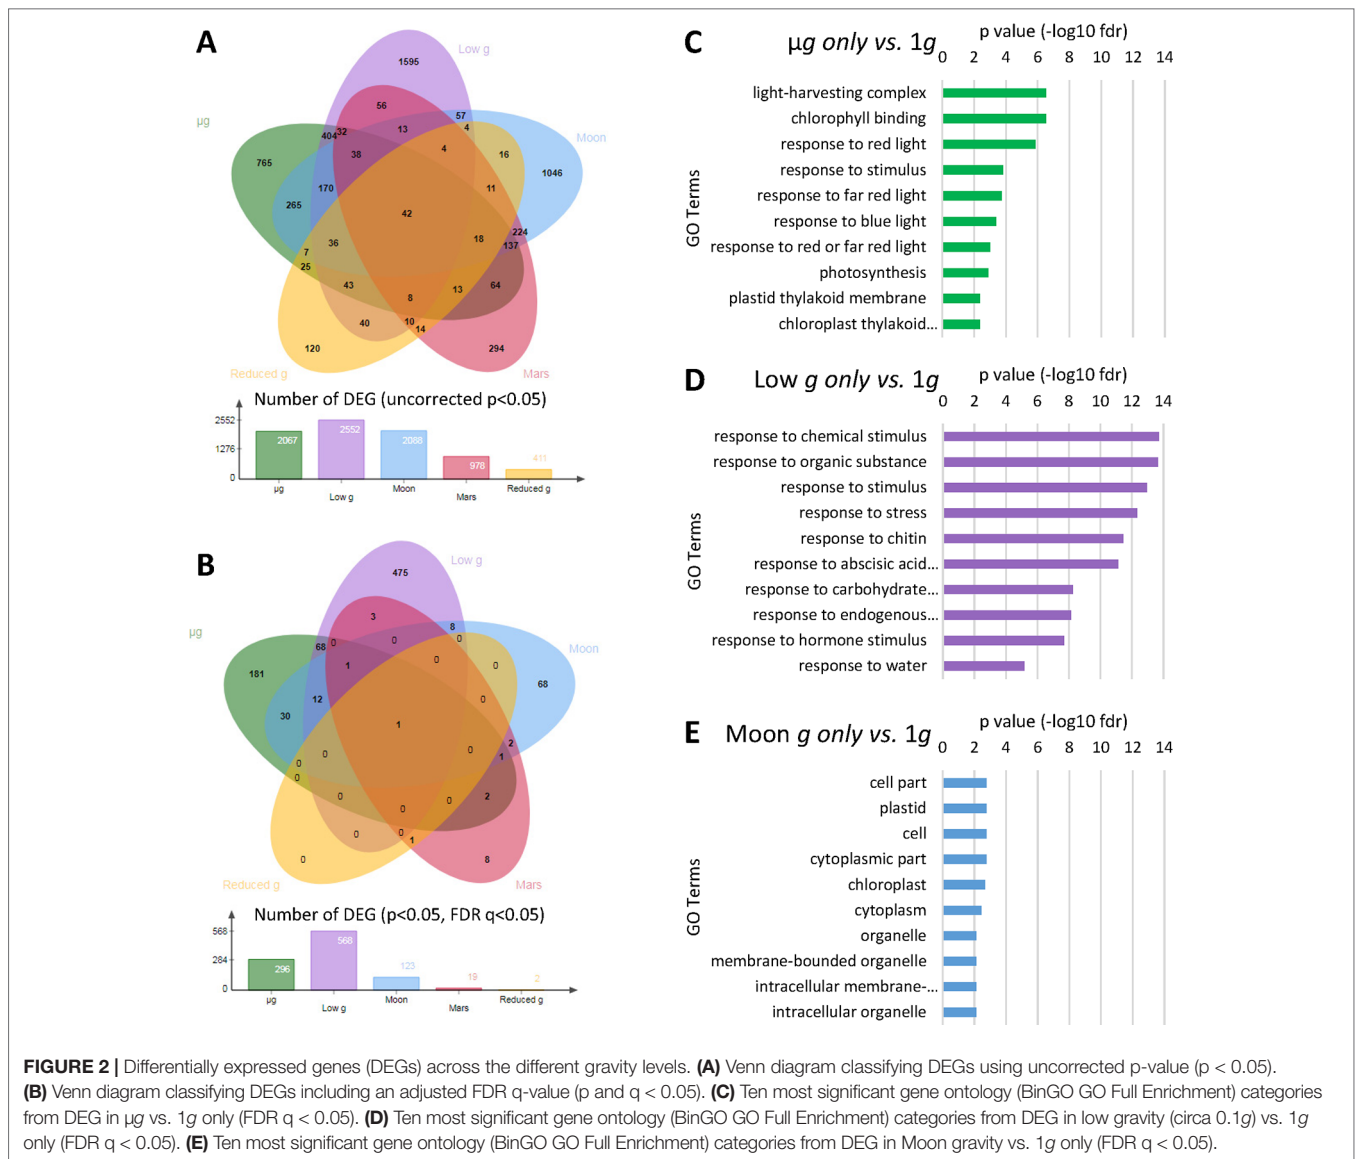 A
Low g
1595
µg
Moon
56
57
4
404
32
13
765
38
4
16
1046
170
11
265
42
224
36
18
137
7
25
43
13
64
8
40
10
14
120
294
Reduced g
Mars
Number of DEG (uncorrected p<0.05)
2552
1276
0
2067
2552
2088
978
411
µg
Low g
Moon
Mars
Reduced g
B
Low g
475
µg
Moon
3
8
68
0
0
0
181
1
0
0
68
12
0
30
1
2
0
0
1
0
0
0
0
2
0
0
0
1
0
8
Reduced g
Mars
Number of DEG (p<0.05, FDR q<0.05)
568
284
0
296
568
123
19
2
µg
Low g
Moon
Mars
Reduced g
C
µg only vs. 1g
p value (-log10 fdr)
0 2 4 6 8 10 12 14
GO Terms
light-harvesting complex
chlorophyll binding
response to red light
response to stimulus
response to far red light
response to blue light
response to red or far red light
photosynthesis
plastid thylakoid membrane
chloroplast thylakoid...
D
Low g only vs. 1g
p value (-log10 fdr)
0 2 4 6 8 10 12 14
GO Terms
response to chemical stimulus
response to organic substance
response to stimulus
response to stress
response to chitin
response to abscisic acid...
response to carbohydrate...
response to endogenous...
response to hormone stimulus
response to water
E
Moon g only vs. 1g
p value (-log10 fdr)
0 2 4 6 8 10 12 14
GO Terms
cell part
plastid
cell
cytoplasmic part
chloroplast
cytoplasm
organelle
membrane-bounded organelle
intracellular membrane-...
intracellular organelle
FIGURE 2 | Differentially expressed genes (DEGs) across the different gravity levels. (A) Venn diagram classifying DEGs using uncorrected p-value (p < 0.05).
(B) Venn diagram classifying DEGs including an adjusted FDR q-value (p and q < 0.05). (C) Ten most significant gene ontology (BinGO GO Full Enrichment) categories
from DEG in µg vs. 1g only (FDR q < 0.05). (D) Ten most significant gene ontology (BinGO GO Full Enrichment) categories from DEG in low gravity (circa 0.1g) vs. 1g
only (FDR q < 0.05). (E) Ten most significant gene ontology (BinGO GO Full Enrichment) categories from DEG in Moon gravity vs. 1g only (FDR q < 0.05).